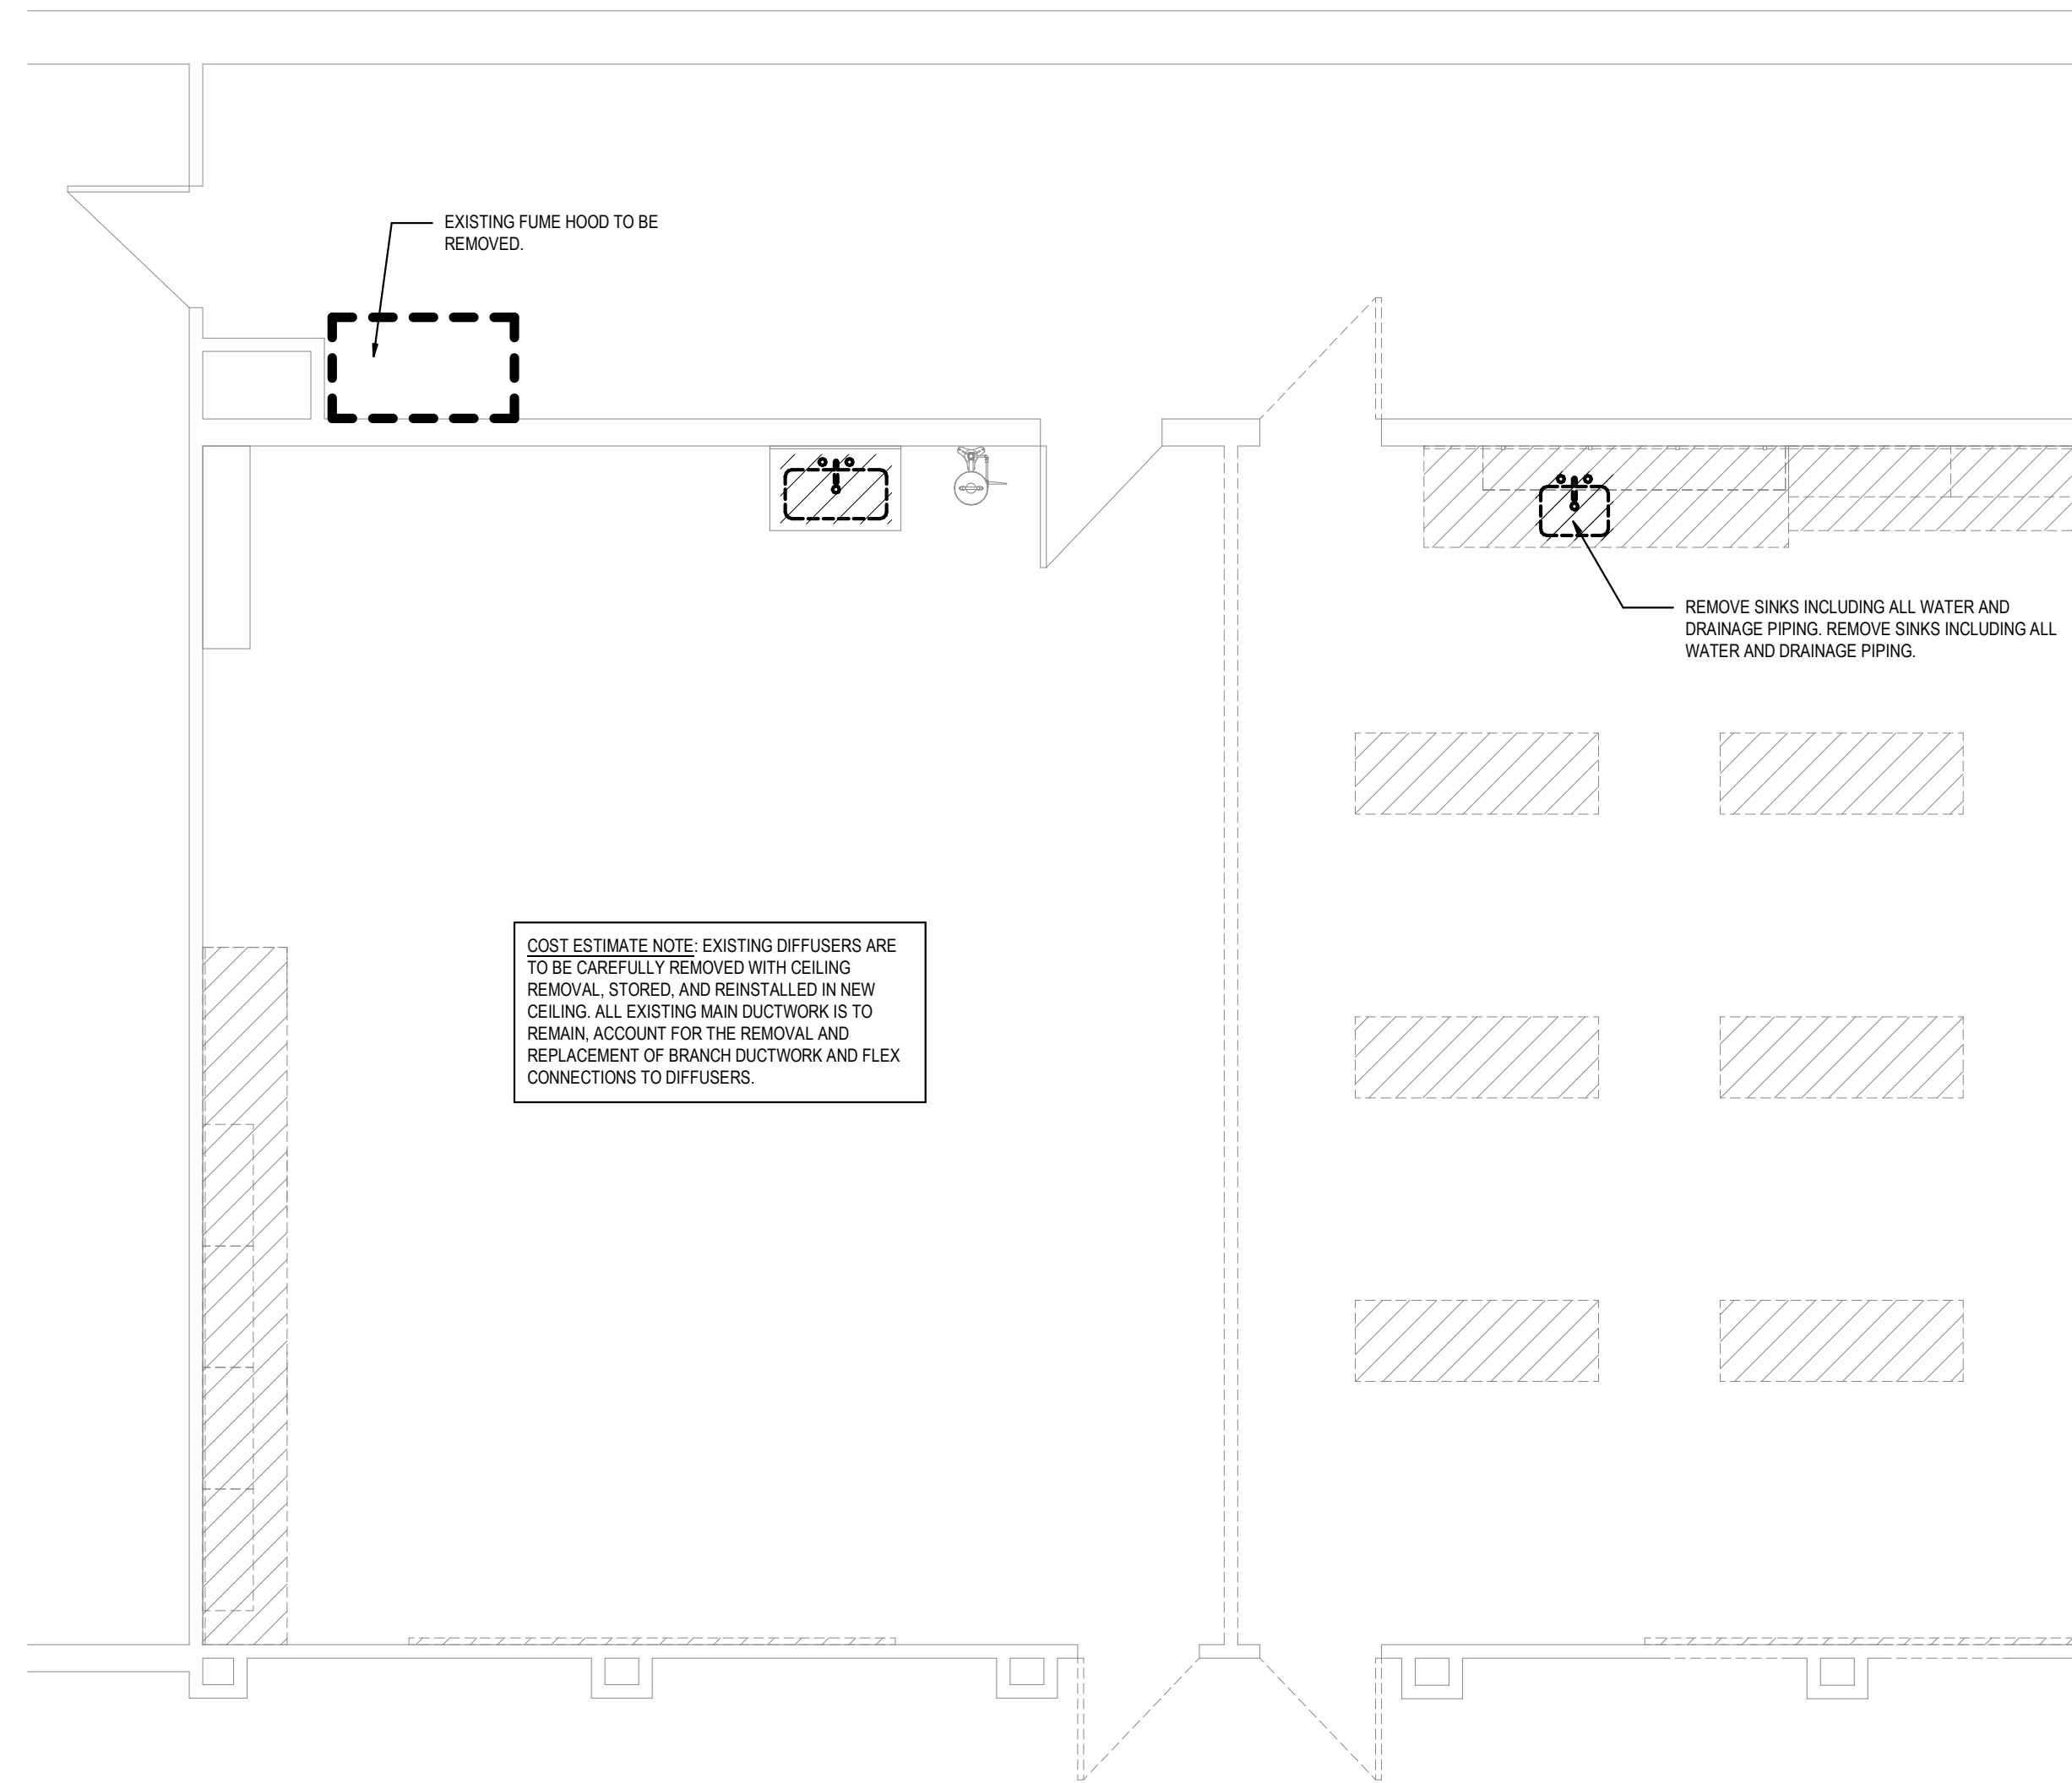 EXISTING FUME HOOD TO BE
REMOVED.
REMOVE SINKS INCLUDING ALL WATER AND
DRAINAGE PIPING. REMOVE SINKS INCLUDING ALL
WATER AND DRAINAGE PIPING.
COST ESTIMATE NOTE: EXISTING DIFFUSERS ARE
TO BE CAREFULLY REMOVED WITH CEILING
REMOVAL, STORED, AND REINSTALLED IN NEW
CEILING. ALL EXISTING MAIN DUCTWORK IS TO
REMAIN, ACCOUNT FOR THE REMOVAL AND
REPLACEMENT OF BRANCH DUCTWORK AND FLEX
CONNECTIONS TO DIFFUSERS.